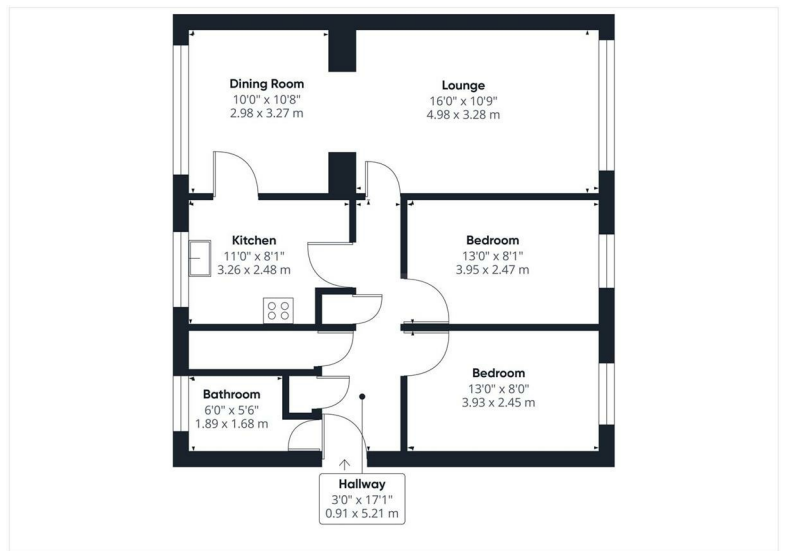 Dining Room
10'0" x 10'8"
2.98 x 3.27 m
Lounge
16'0" x 10'9"
4.98 x 3.28 m
Kitchen
11'0" x 8'1"
3.26 x 2.48 m
Bedroom
13'0" x 8'1"
3.95 x 2.47 m
Bathroom
6'0" x 5'6"
1.89 x 1.68 m
Bedroom
13'0" x 8'0"
3.93 x 2.45 m
Hallway
3'0" x 17'1"
0.91 x 5.21 m